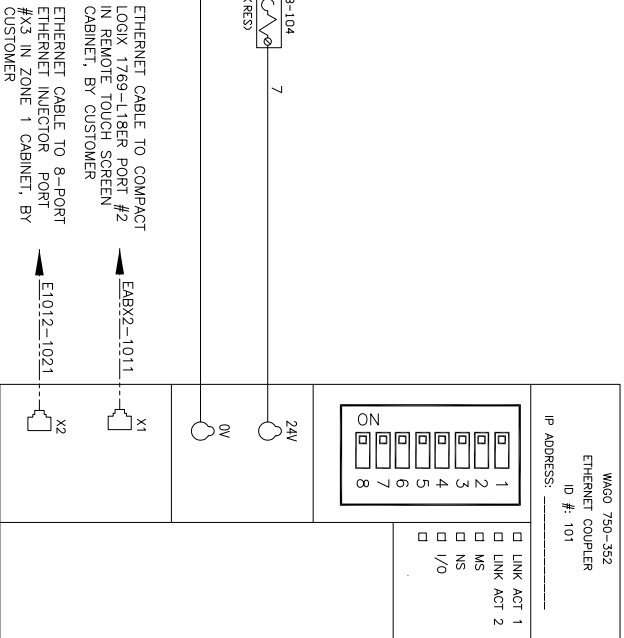 WAGO 750-352
ETHERNET COUPLER
ID #: 101
IP ADDRESS:
ON
1
2
3
4
5
6
7
8
LINK ACT 1
LINK ACT 2
MS
NS
I/O
24V
0V
X1
X2
7
EABX2-1011
E1012-1021
ETHERNET CABLE TO COMPACT
LOGIX 1769-L18ER PORT #2
IN REMOTE TOUCH SCREEN
CABINET, BY CUSTOMER
ETHERNET CABLE TO 8-PORT
ETHERNET INJECTOR PORT
#X3 IN ZONE 1 CABINET, BY
CUSTOMER
-104
RES)